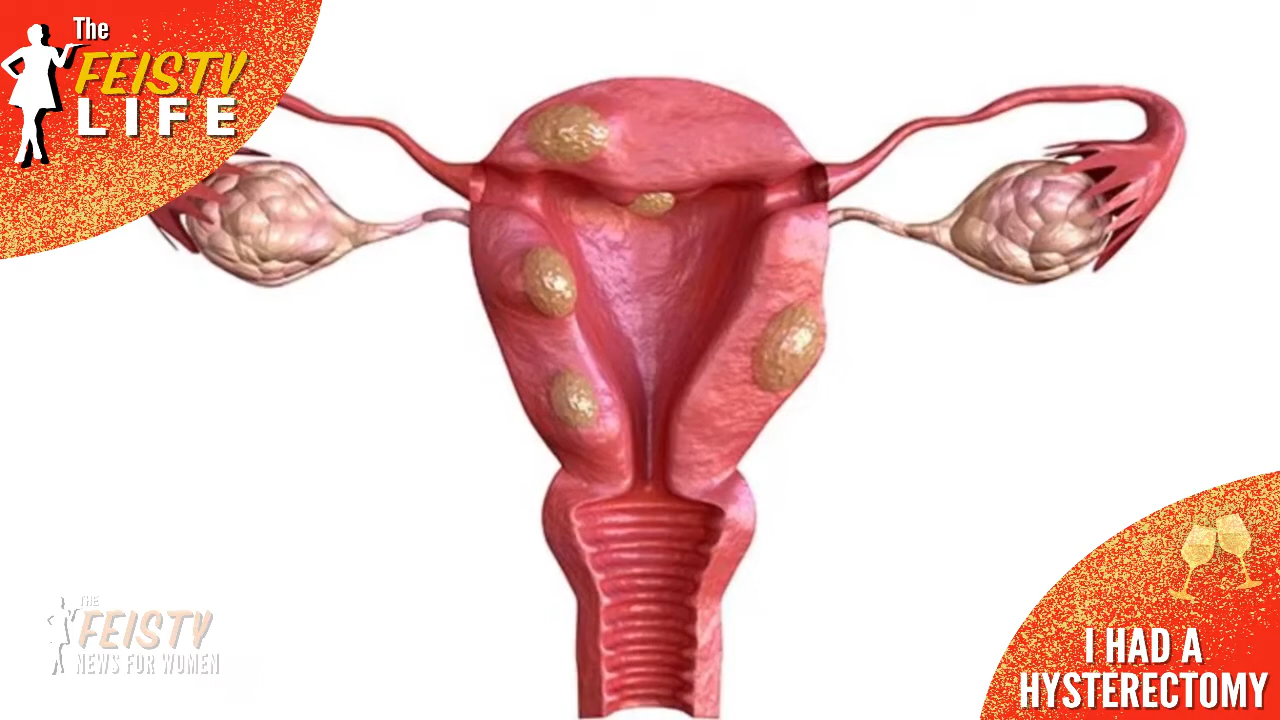 The
FEISTY
LIFE
THE
FEISTY
NEWS FOR WOMEN
I HAD A
HYSTERECTOMY